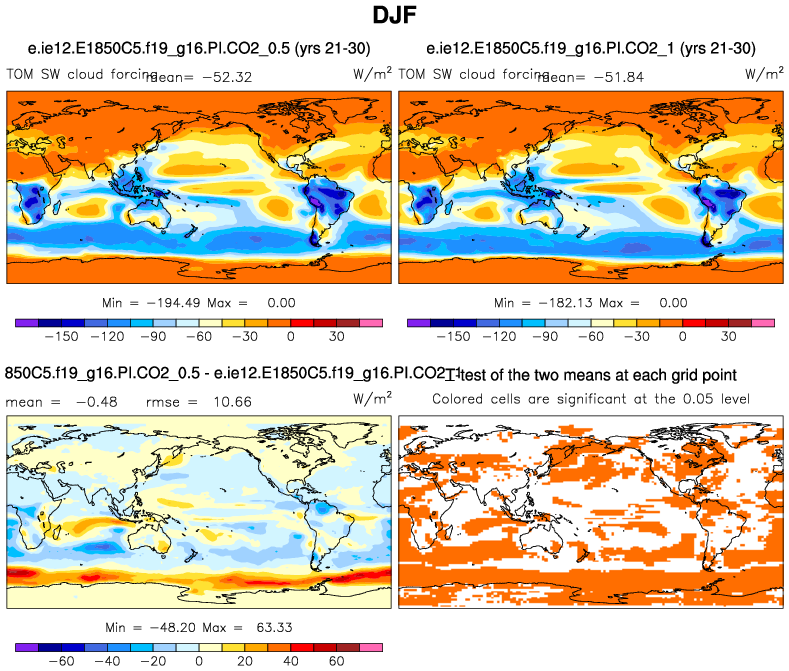 DJF
e.ie12.E1850C5.f19_g16.PI.CO2_0.5 (yrs 21-30)
e.ie12.E1850C5.f19_g16.PI.CO2_1 (yrs 21-30)
TOM SW cloud forcing mean= −52.32 W/m2
TOM SW cloud forcing mean= −51.84 W/m2
Min = −194.49 Max = 0.00
Min = −182.13 Max = 0.00
−150 −120 −90 −60 −30 0 30
−150 −120 −90 −60 −30 0 30
850C5.f19_g16.PI.CO2_0.5 - e.ie12.E1850C5.f19_g16.PI.CO2_1
T-test of the two means at each grid point
mean = −0.48 rmse = 10.66 W/m2
Colored cells are significant at the 0.05 level
Min = −48.20 Max = 63.33
−60 −40 −20 0 20 40 60